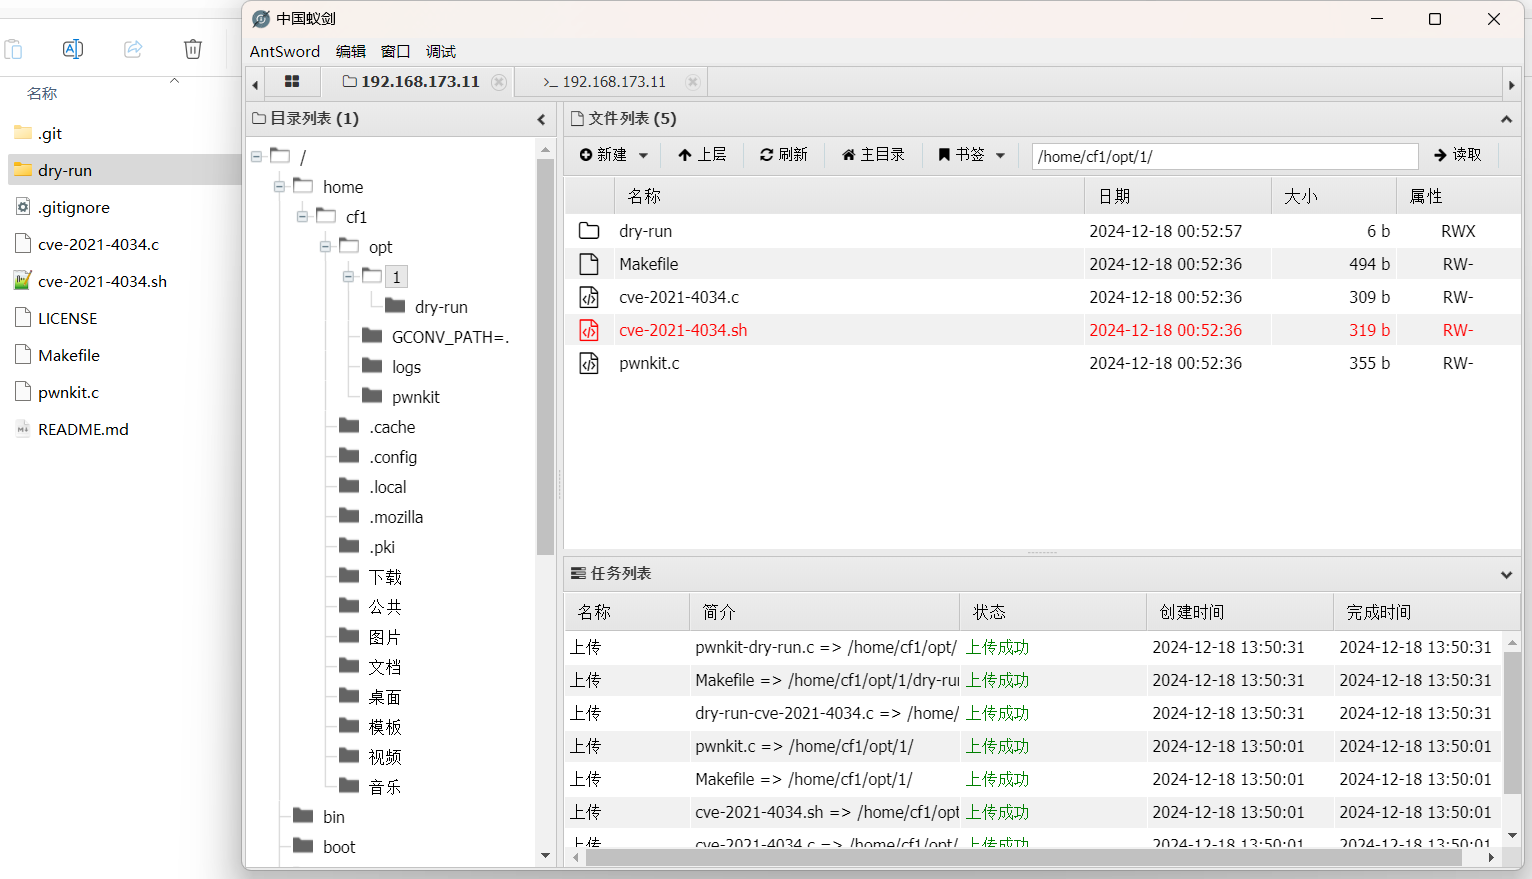 名称
.git
dry-run
.gitignore
cve-2021-4034.c
cve-2021-4034.sh
LICENSE
Makefile
pwnkit.c
README.md
中国蚁剑
AntSword 编辑 窗口 调试
192.168.173.11 >_ 192.168.173.11
目录列表 (1)
/
home
cf1
opt
1
dry-run
GCONV_PATH=.
logs
pwnkit
.cache
.config
.local
.mozilla
.pki
下载
公共
图片
文档
桌面
模板
视频
音乐
bin
boot
文件列表 (5)
新建 上层 刷新 主目录 书签 /home/cf1/opt/1/ 读取
名称 日期 大小 属性
dry-run 2024-12-18 00:52:57 6 b RWX
Makefile 2024-12-18 00:52:36 494 b RW-
cve-2021-4034.c 2024-12-18 00:52:36 309 b RW-
cve-2021-4034.sh 2024-12-18 00:52:36 319 b RW-
pwnkit.c 2024-12-18 00:52:36 355 b RW-
任务列表
名称 简介 状态 创建时间 完成时间
上传 pwnkit-dry-run.c => /home/cf1/opt/ 上传成功 2024-12-18 13:50:31 2024-12-18 13:50:31
上传 Makefile => /home/cf1/opt/1/dry-ru 上传成功 2024-12-18 13:50:31 2024-12-18 13:50:31
上传 dry-run-cve-2021-4034.c => /home/ 上传成功 2024-12-18 13:50:31 2024-12-18 13:50:31
上传 pwnkit.c => /home/cf1/opt/1/ 上传成功 2024-12-18 13:50:01 2024-12-18 13:50:01
上传 Makefile => /home/cf1/opt/1/ 上传成功 2024-12-18 13:50:01 2024-12-18 13:50:01
上传 cve-2021-4034.sh => /home/cf1/opt 上传成功 2024-12-18 13:50:01 2024-12-18 13:50:01
上传 cve-2021-4034.c => /home/cf1/opt/ 上传成功 2024-12-18 13:50:01 2024-12-18 13:50:01